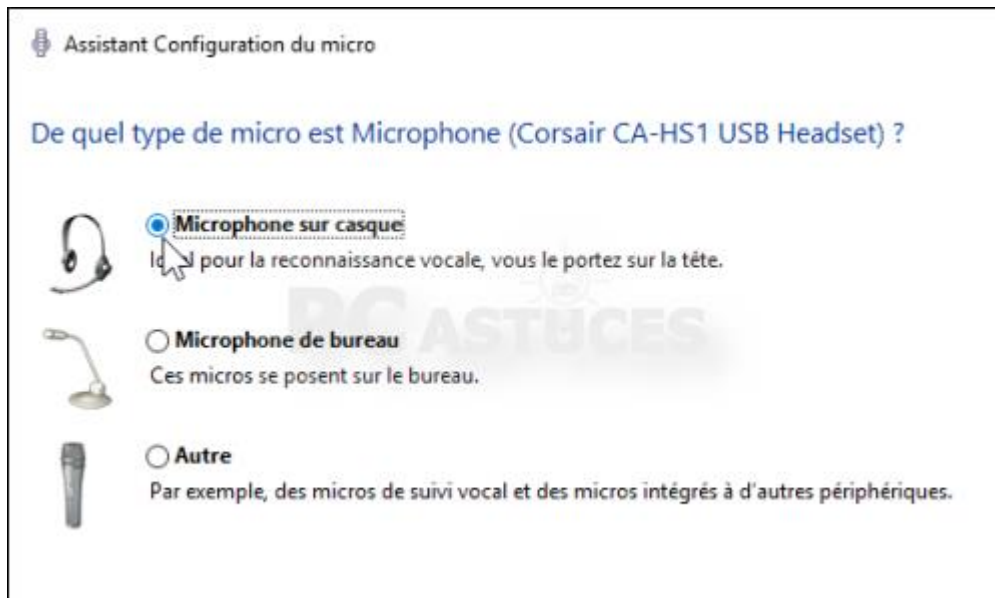 Assistant Configuration du micro
De quel type de micro est Microphone (Corsair CA-HS1 USB Headset) ?
Microphone sur casque
pour la reconnaissance vocale, vous le portez sur la tête.
PC ASTUCES
Microphone de bureau
Ces micros se posent sur le bureau.
Autre
Par exemple, des micros de suivi vocal et des micros intégrés à d'autres périphériques.